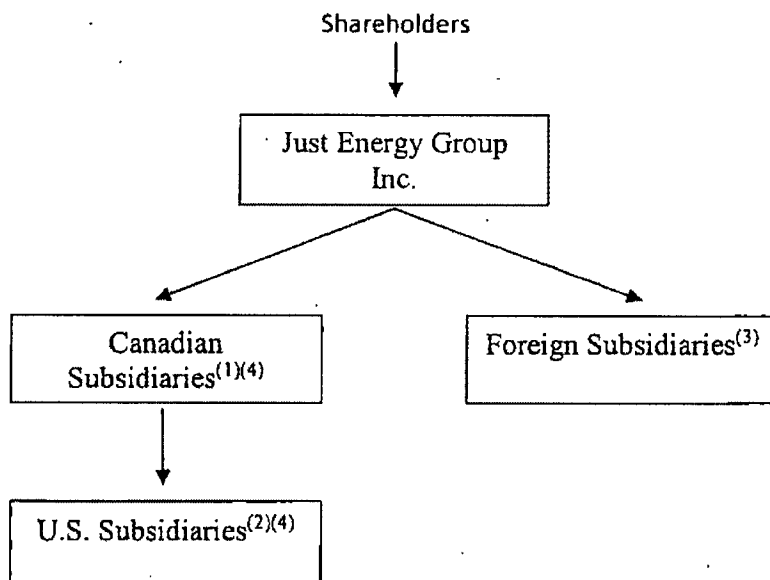 Shareholders
Just Energy Group
Inc.
Canadian
Subsidiaries(1)(4)
Foreign Subsidiaries(3)
U.S. Subsidiaries(2)(4)